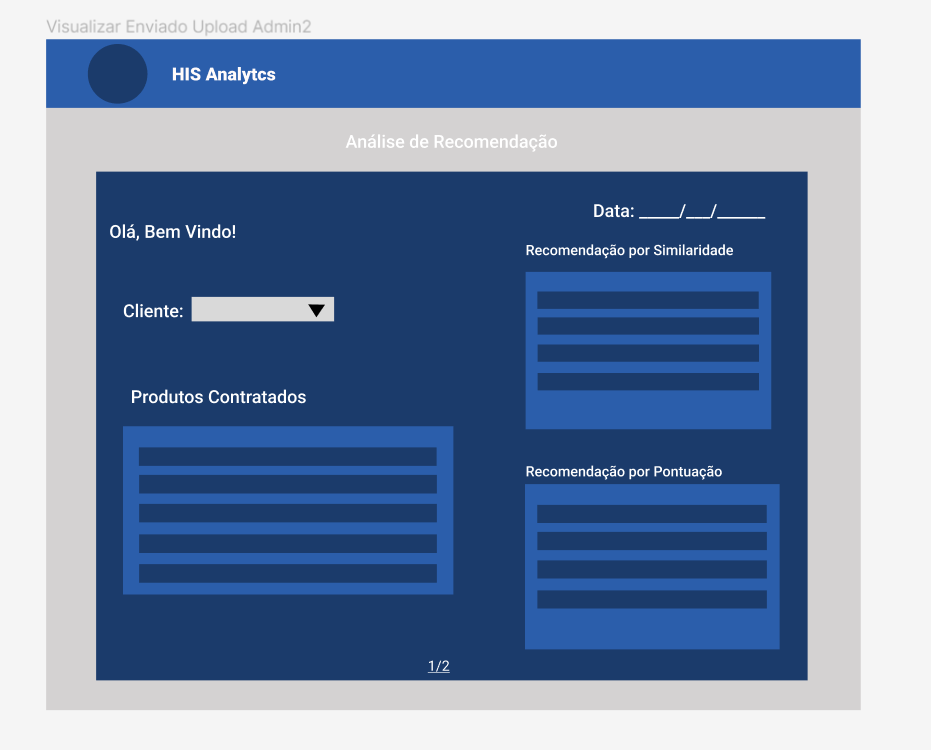 Visualizar Enviado Upload Admin2
HIS Analytcs
Análise de Recomendação
Data: _____/___/______
Olá, Bem Vindo!
Recomendação por Similaridade
Cliente:
Produtos Contratados
Recomendação por Pontuação
1/2